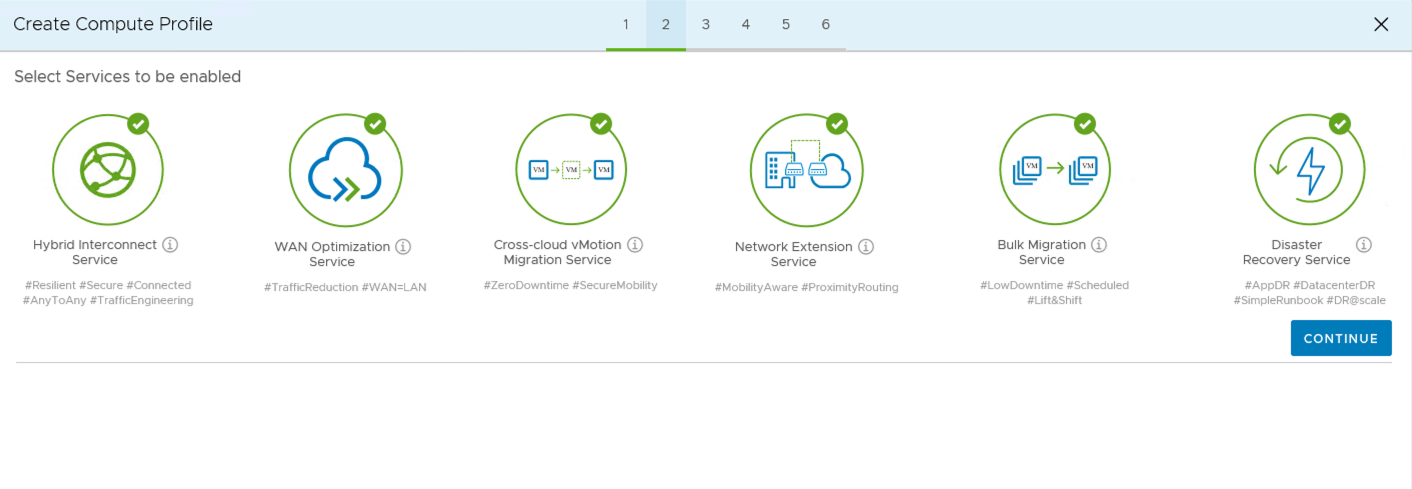 Create Compute Profile
1 2 3 4 5 6
Select Services to be enabled
VM VM VM
VM VM
Hybrid Interconnect
Service
WAN Optimization
Service
Cross-cloud vMotion
Migration Service
Network Extension
Service
Bulk Migration
Service
Disaster
Recovery Service
#Resilient #Secure #Connected
#AnyToAny #TrafficEngineering
#TrafficReduction #WAN=LAN
#ZeroDowntime #SecureMobility
#MobilityAware #ProximityRouting
#LowDowntime #Scheduled
#Lift&Shift
#AppDR #DatacenterDR
#SimpleRunbook #DR@scale
CONTINUE